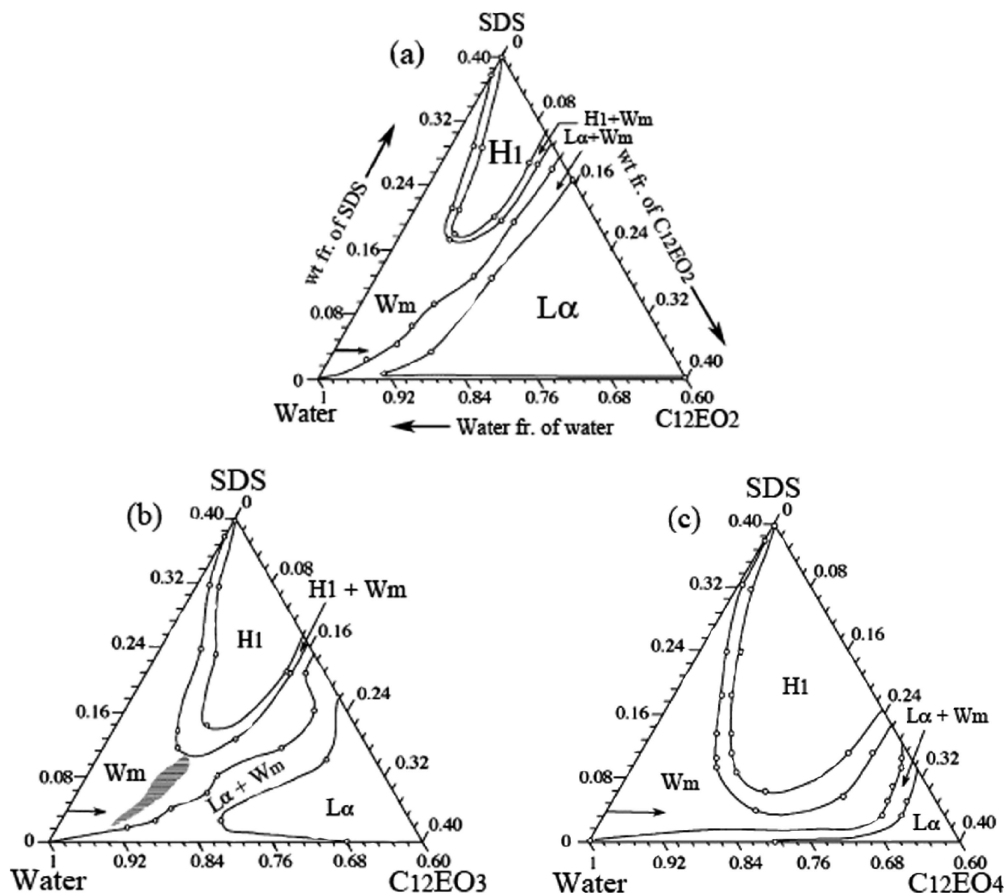 SDS
(a)
0
0.40
0.08
0.32
H1+Wm
Lα+Wm
H1
0.16
0.24
wt fr. of SDS
wt fr. of C12EO2
0.24
0.16
0.32
Wm
Lα
0.08
0.40
0
1
0.92
0.84
0.76
0.68
0.60
Water
C12EO2
Water fr. of water
SDS
(b)
0
0.40
0.08
0.32
H1 + Wm
0.16
0.24
H1
0.24
0.16
0.32
Wm
Lα + Wm
0.08
Lα
0.40
0
1
0.92
0.84
0.76
0.68
0.60
Water
C12EO3
SDS
(c)
0
0.40
0.08
0.32
0.16
0.24
H1
0.24
Lα + Wm
0.16
0.32
Wm
0.08
Lα
0.40
0
1
0.92
0.84
0.76
0.68
0.60
Water
C12EO4